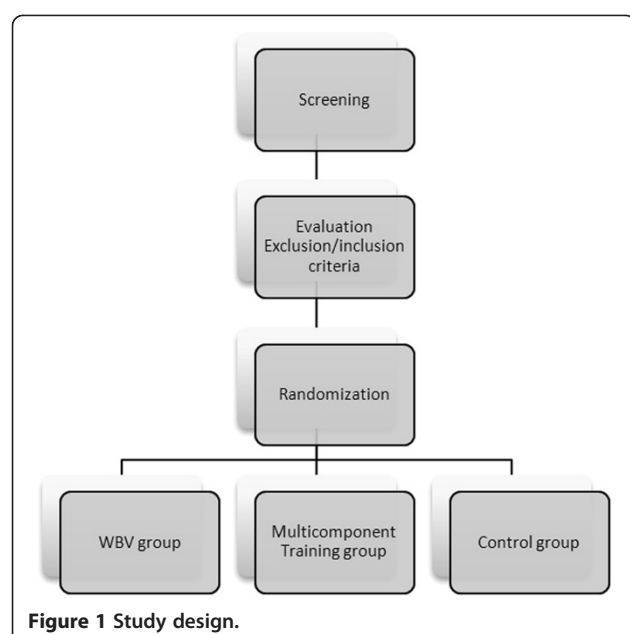 Screening
Evaluation
Exclusion/inclusion
criteria
Randomization
WBV group
Multicomponent
Training group
Control group
Figure 1 Study design.